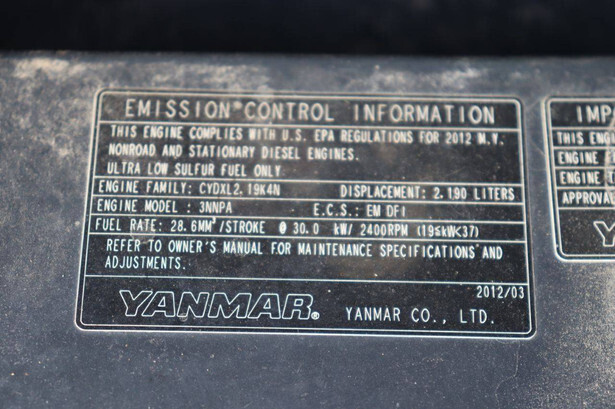 EMISSION CONTROL INFORMATION
THIS ENGINE COMPLIES WITH U.S. EPA REGULATIONS FOR 2012 M.Y.
NONROAD AND STATIONARY DIESEL ENGINES.
ULTRA LOW SULFUR FUEL ONLY
ENGINE FAMILY: CYDXL2.19K4N DISPLACEMENT: 2.190 LITERS
ENGINE MODEL: 3NNPA E.C.S.: EM DFI
FUEL RATE: 28.6MM³/STROKE @ 30.0 kW/ 2400RPM (19≤kW<37)
REFER TO OWNER'S MANUAL FOR MAINTENANCE SPECIFICATIONS AND
ADJUSTMENTS.
2012/03
YANMAR® YANMAR CO., LTD.
IMP
THIS EN
ENGINE
ENGINE
APPROVA
Y